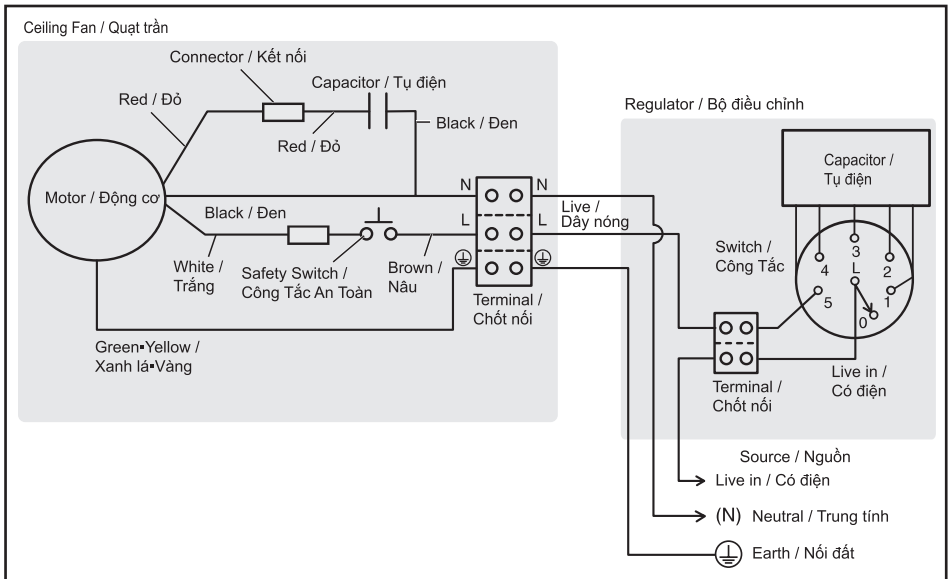 Ceiling Fan / Quạt trần
Connector / Kết nối
Capacitor / Tụ điện
Red / Đỏ
Red / Đỏ
Black / Đen
Motor / Động cơ
Black / Đen
White /
Trắng
Safety Switch /
Công Tắc An Toàn
Brown /
Nâu
Green▪Yellow /
Xanh lá▪Vàng
N
N
L
L
Terminal /
Chốt nối
Live /
Dây nóng
Regulator / Bộ điều chỉnh
Capacitor /
Tụ điện
Switch /
Công Tắc
3
4
L
2
5
1
0
Terminal /
Chốt nối
Live in /
Có điện
Source / Nguồn
Live in / Có điện
(N) Neutral / Trung tính
Earth / Nối đất